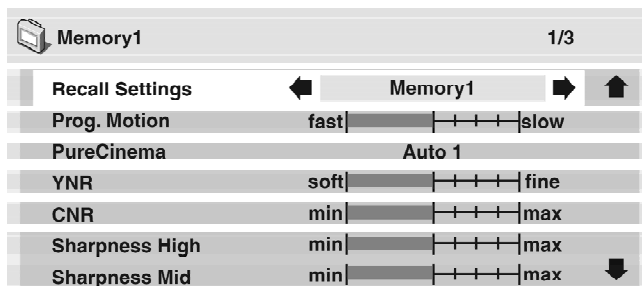 Memory1 1/3
Recall Settings Memory1
Prog. Motion fast slow
PureCinema Auto 1
YNR soft fine
CNR min max
Sharpness High min max
Sharpness Mid min max